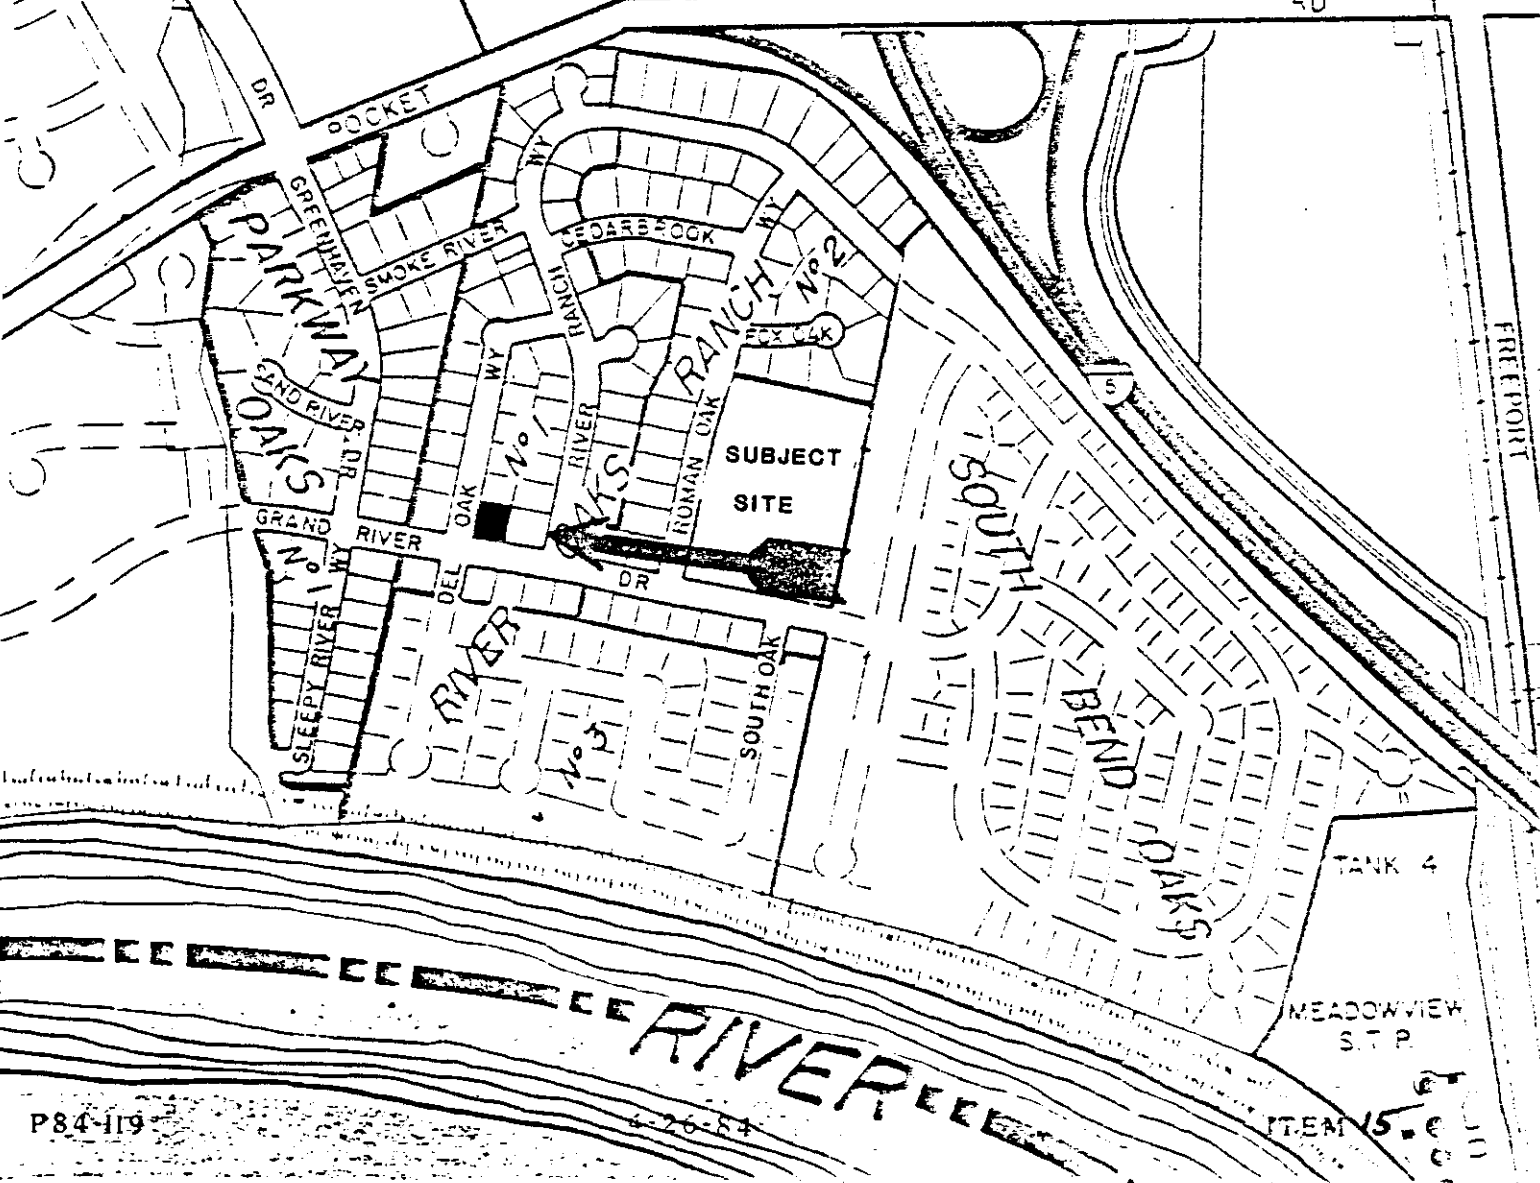 RD
DR
POCKET
GREENHAVEN
PARKWAY
OAKS
No 1
SMOKE RIVER
WY
CEDARBROOK
WY
RANCH
No 2
RANCH
FOX OAK
WY
SAND RIVER
DR
No 1
RIVER
OAKS
ROMAN OAK
SUBJECT
SITE
5
FREEPORT
SOUTH
BEND
OAKS
GRAND RIVER
DR
DEL OAK
WY
SLEEPY RIVER
RIVER
No 3
SOUTH OAK
TANK 4
MEADOWVIEW
S.T.P.
RIVER
P84-119
4-26-84
ITEM 15